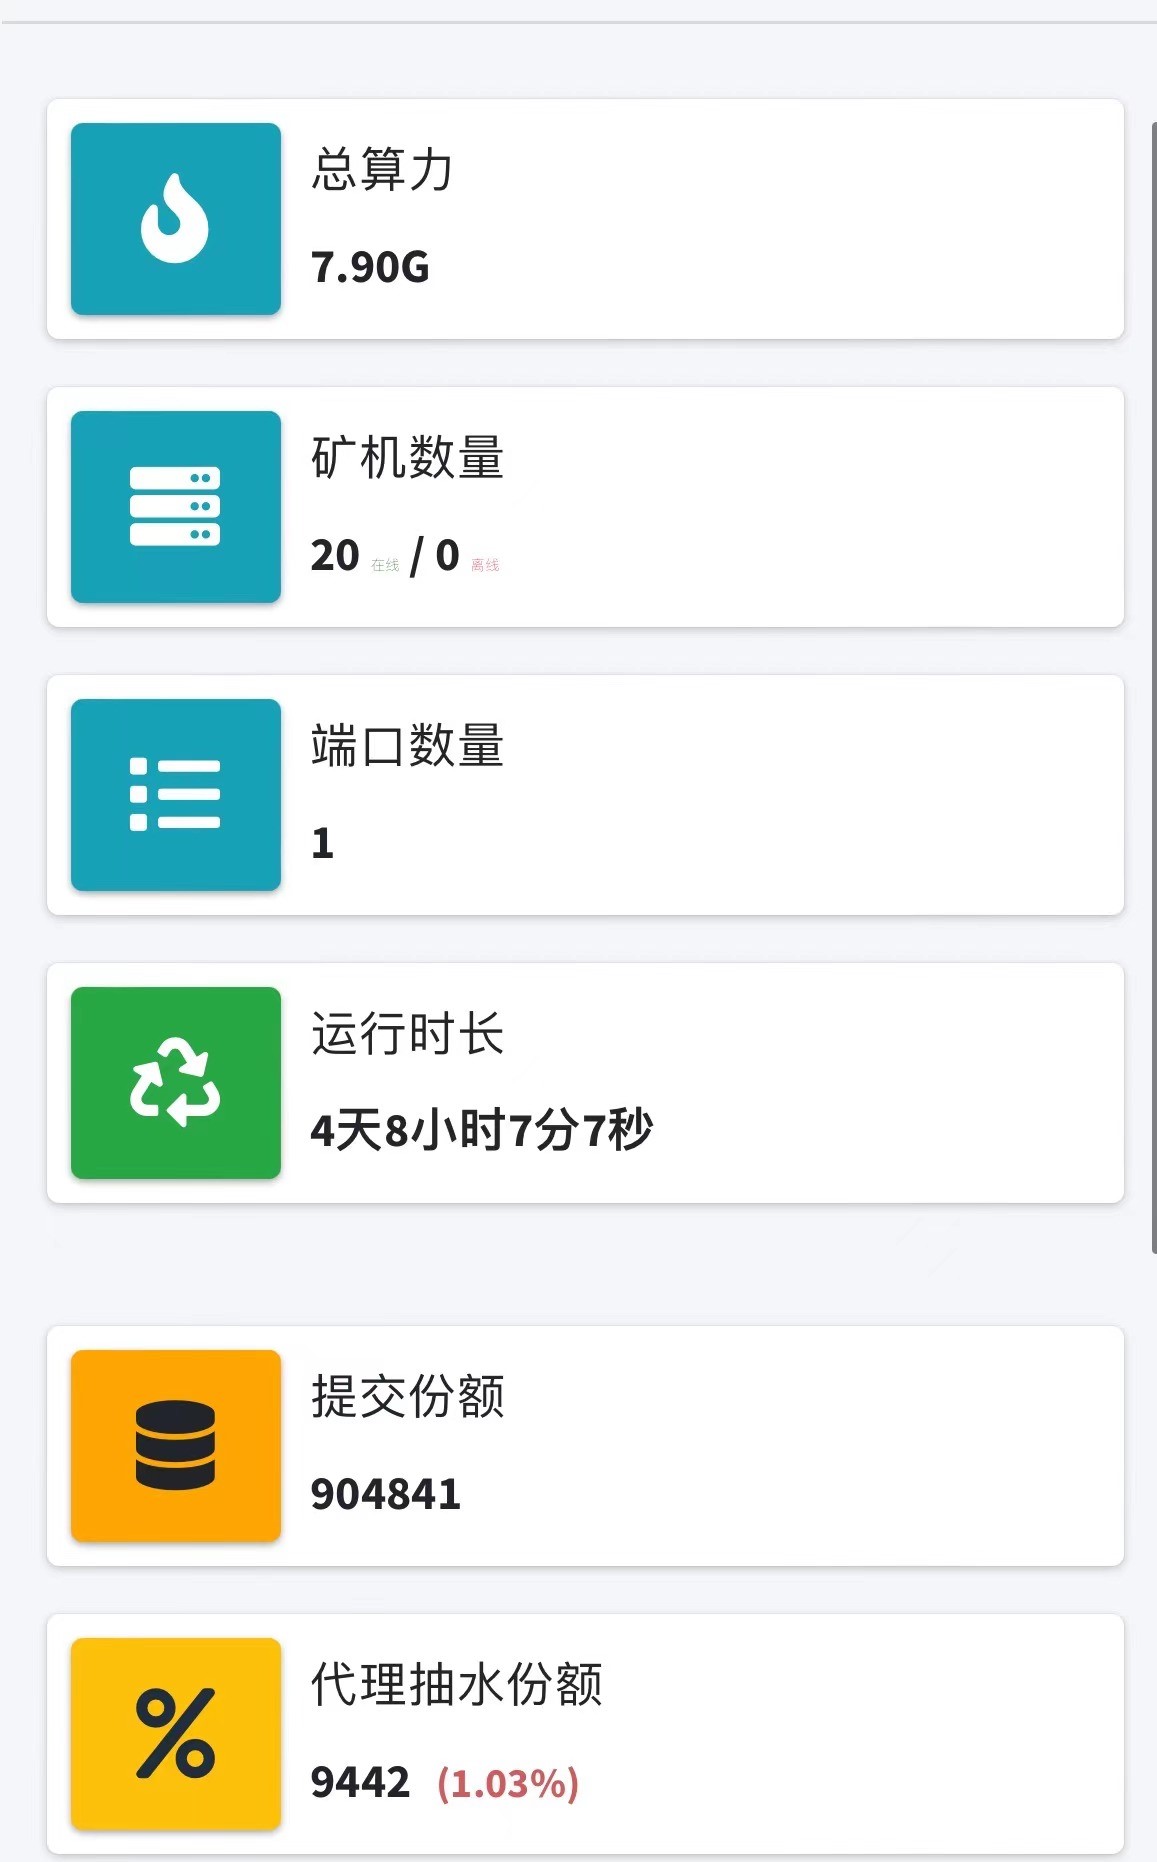 总算力
7.90G
矿机数量
20 在线 / 0 离线
端口数量
1
运行时长
4天8小时7分7秒
提交份额
904841
代理抽水份额
9442 (1.03%)